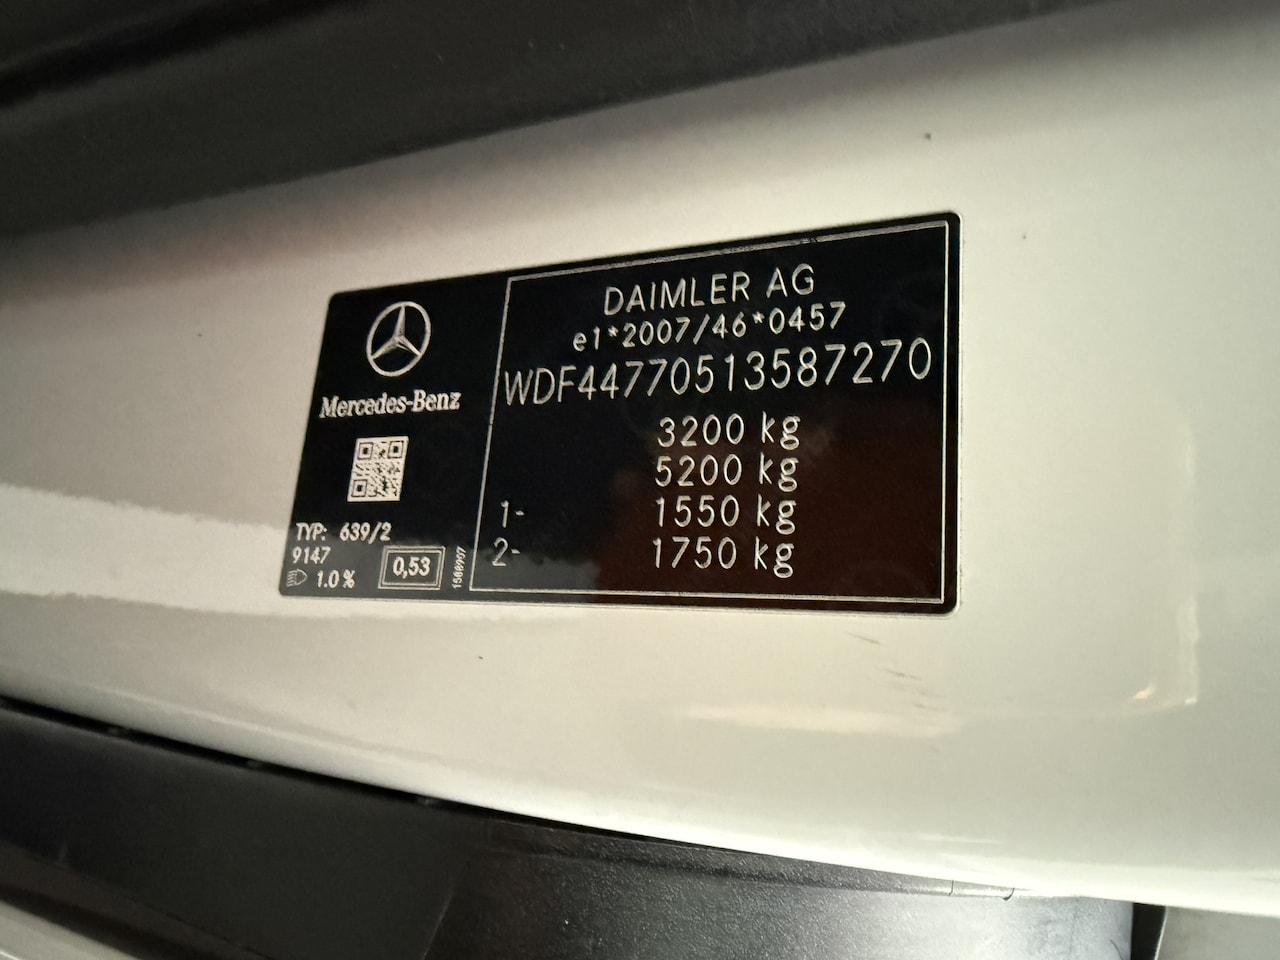 Mercedes-Benz
TYP: 639/2
9147
1.0 %
0,53
DAIMLER AG
e1*2007/46*0457
WDF44770513587270
3200 kg
5200 kg
1- 1550 kg
2- 1750 kg